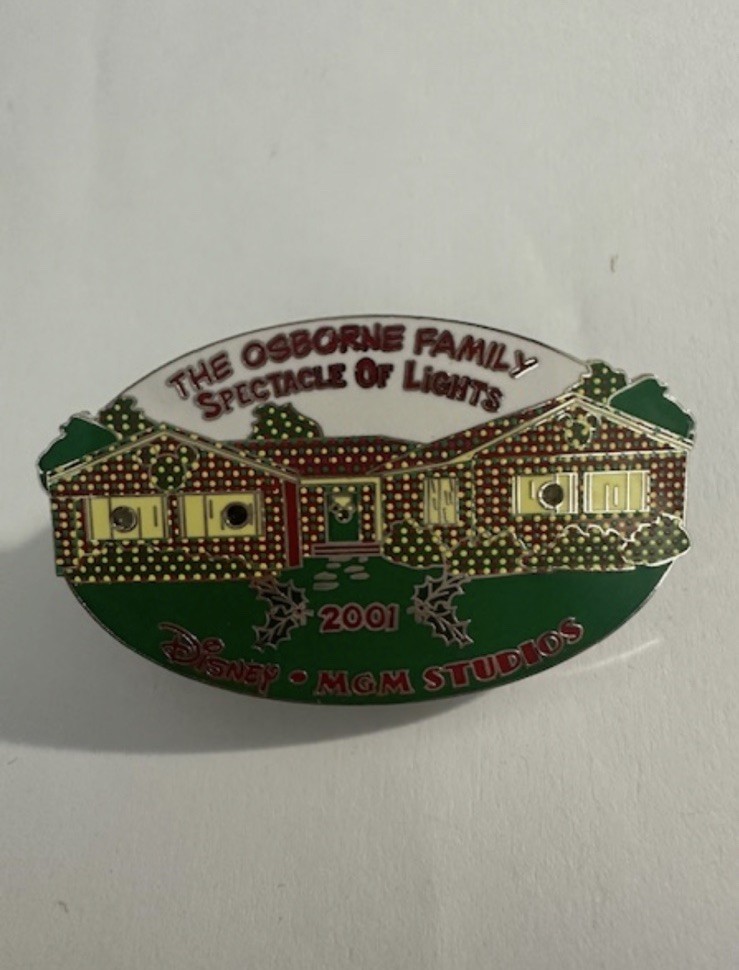 THE OSBORNE FAMILY
SPECTACLE OF LIGHTS
2001
DISNEY • MGM STUDIOS